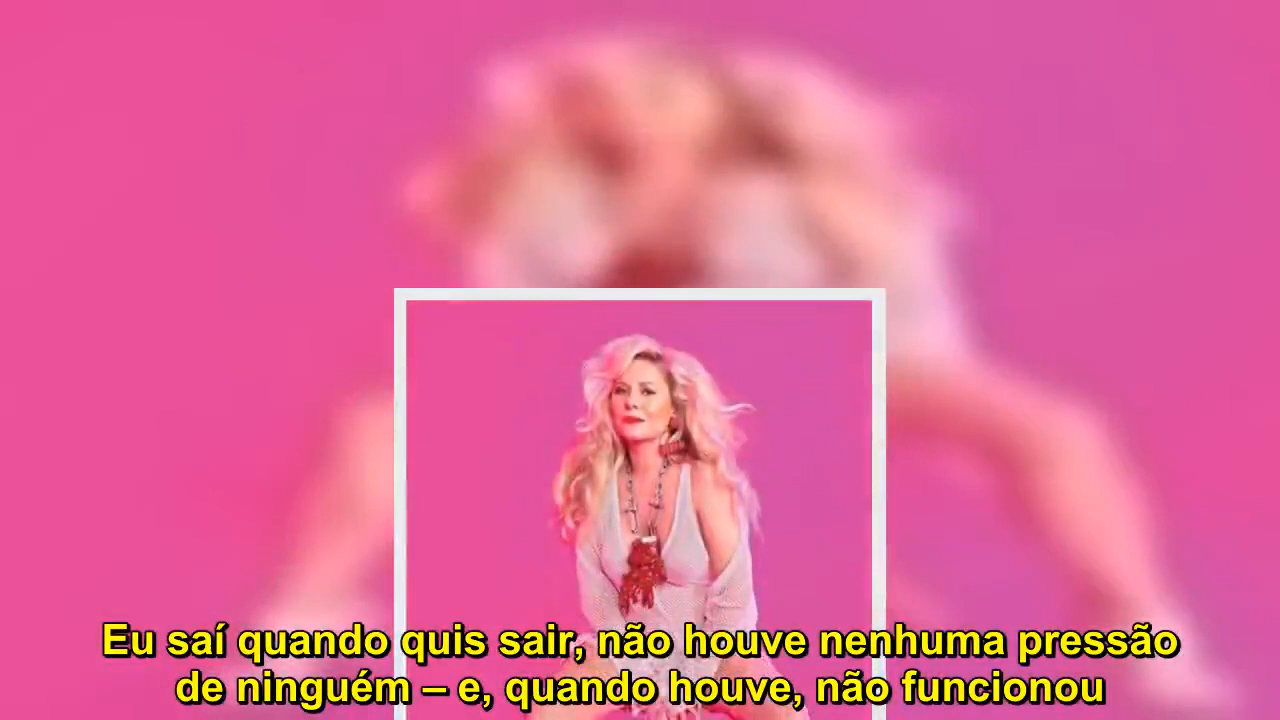 Eu saí quando quis sair, não houve nenhuma pressão
de ninguém – e, quando houve, não funcionou